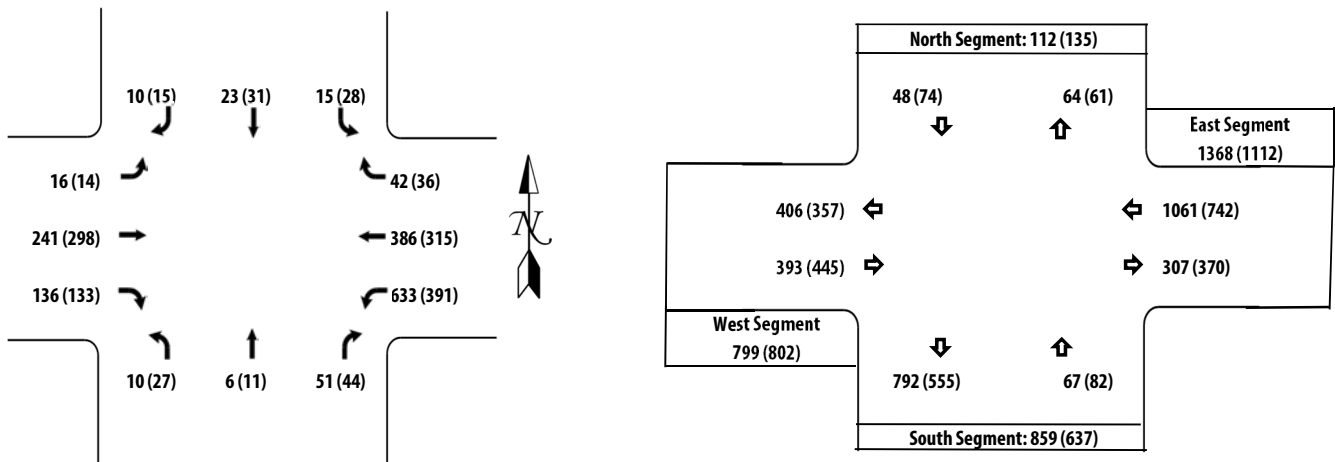 10 (15) 23 (31) 15 (28)
16 (14)
42 (36)
241 (298)
386 (315)
136 (133)
633 (391)
10 (27) 6 (11) 51 (44)
N
North Segment: 112 (135)
48 (74) 64 (61)
East Segment
1368 (1112)
406 (357) 1061 (742)
393 (445) 307 (370)
West Segment
799 (802)
792 (555) 67 (82)
South Segment: 859 (637)